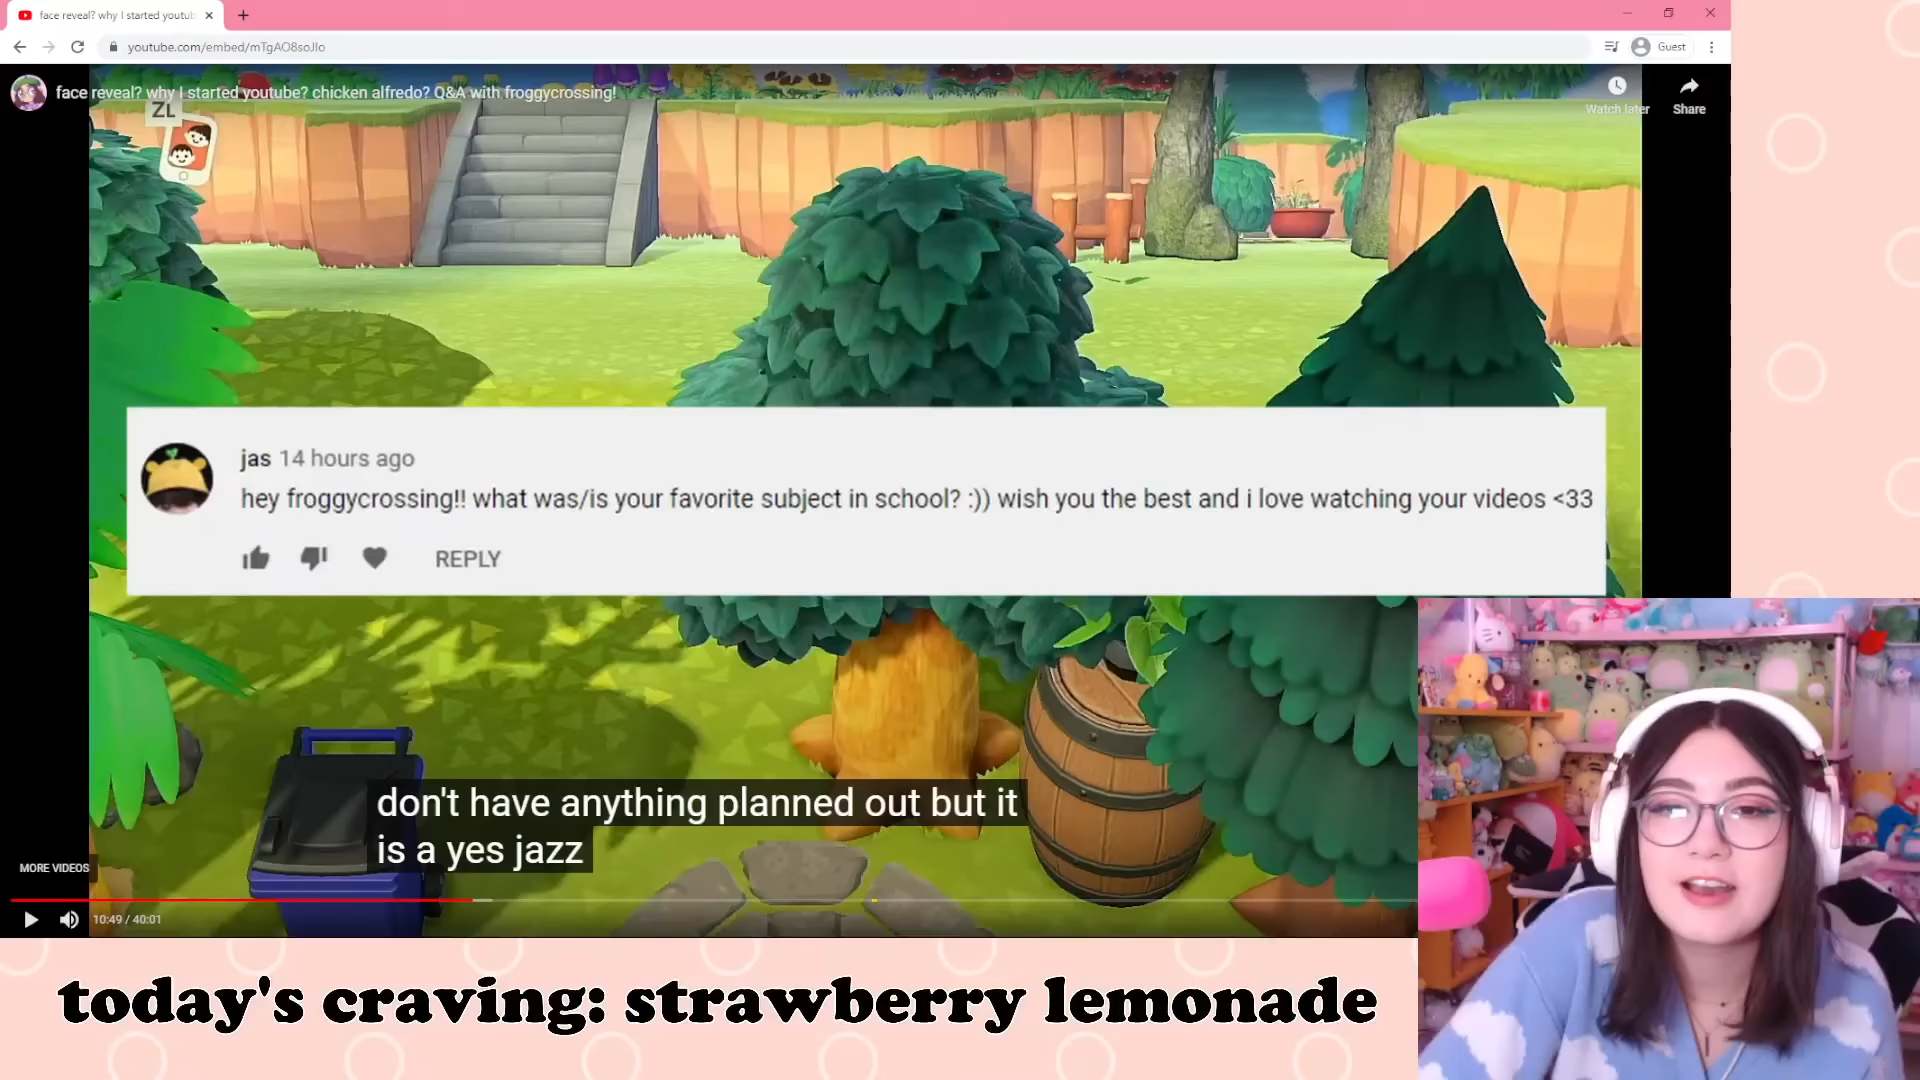 face reveal? why I started youtub
youtube.com/embed/mTgAO8soJlo
Guest
face reveal? why I started youtube? chicken alfredo? Q&A with froggycrossing!
Watch later
Share
ZL
jas 14 hours ago
hey froggycrossing!! what was/is your favorite subject in school? :)) wish you the best and i love watching your videos <33
REPLY
don't have anything planned out but it
is a yes jazz
MORE VIDEOS
10:49 / 40:01
today's craving: strawberry lemonade